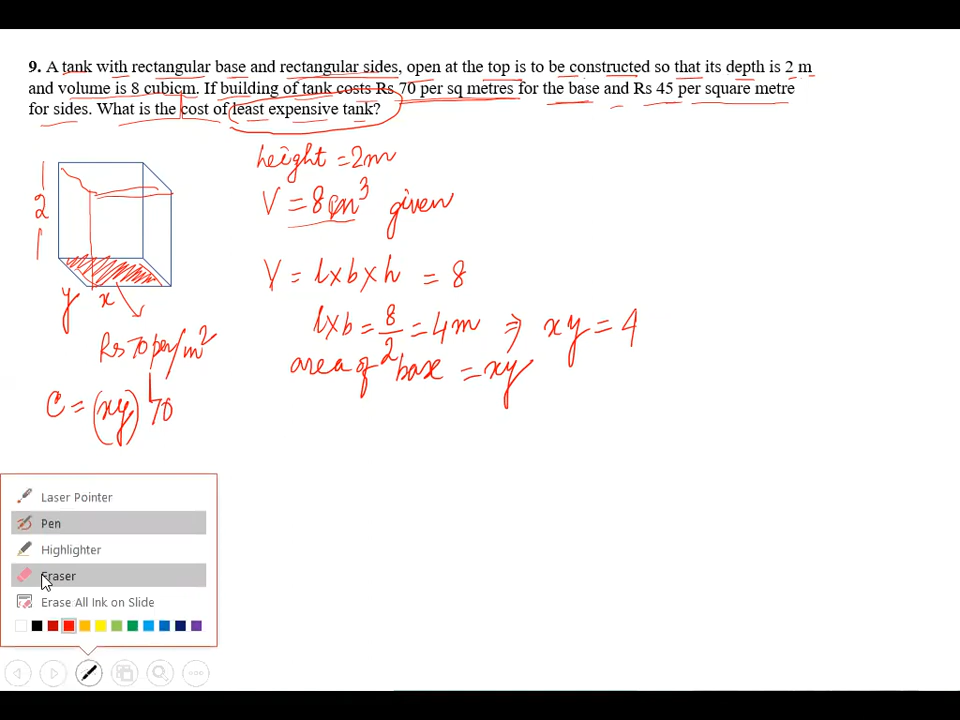 9. A tank with rectangular base and rectangular sides, open at the top is to be constructed so that its depth is 2 m
and volume is 8 cubicm. If building of tank costs Rs 70 per sq metres for the base and Rs 45 per square metre
for sides. What is the cost of least expensive tank?
height = 2m
V = 8m³ given
2
V = l×b×h = 8
l×b = 8/2 = 4m ⇒ xy = 4
y x
Rs 70 per/m²
area of base = xy
C = (xy) 70
Laser Pointer
Pen
Highlighter
Eraser
Erase All Ink on Slide